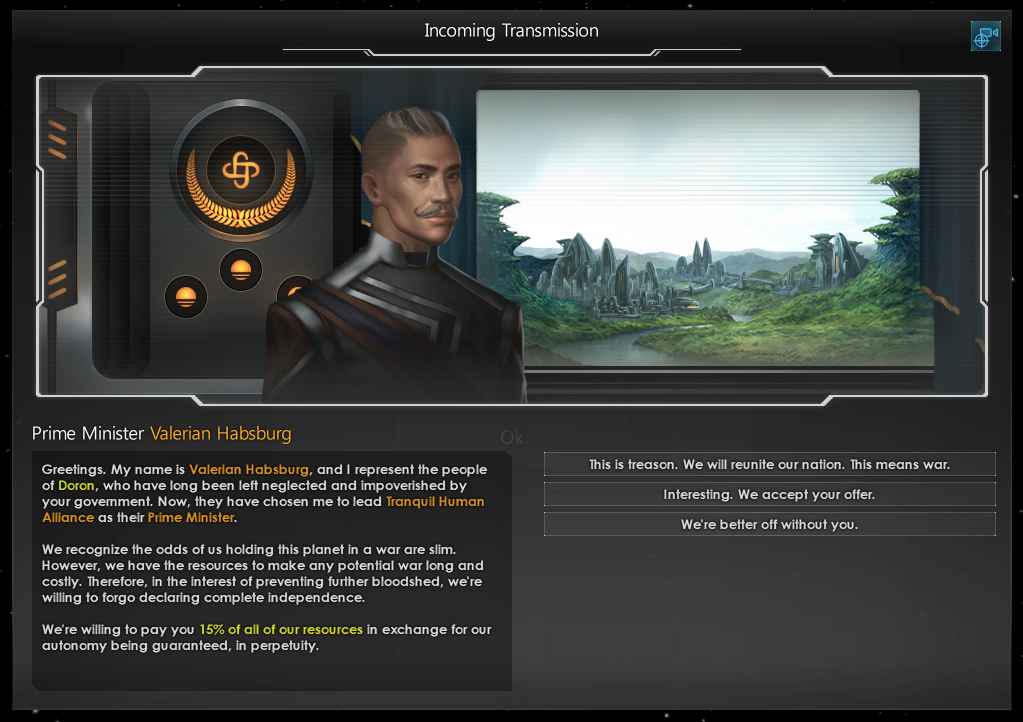 Incoming Transmission
Prime Minister Valerian Habsburg
Ok
Greetings. My name is Valerian Habsburg, and I represent the people
of Doron, who have long been left neglected and impoverished by
your government. Now, they have chosen me to lead Tranquil Human
Alliance as their Prime Minister.
We recognize the odds of us holding this planet in a war are slim.
However, we have the resources to make any potential war long and
costly. Therefore, in the interest of preventing further bloodshed, we're
willing to forgo declaring complete independence.
We're willing to pay you 15% of all of our resources in exchange for our
autonomy being guaranteed, in perpetuity.
This is treason. We will reunite our nation. This means war.
Interesting. We accept your offer.
We're better off without you.